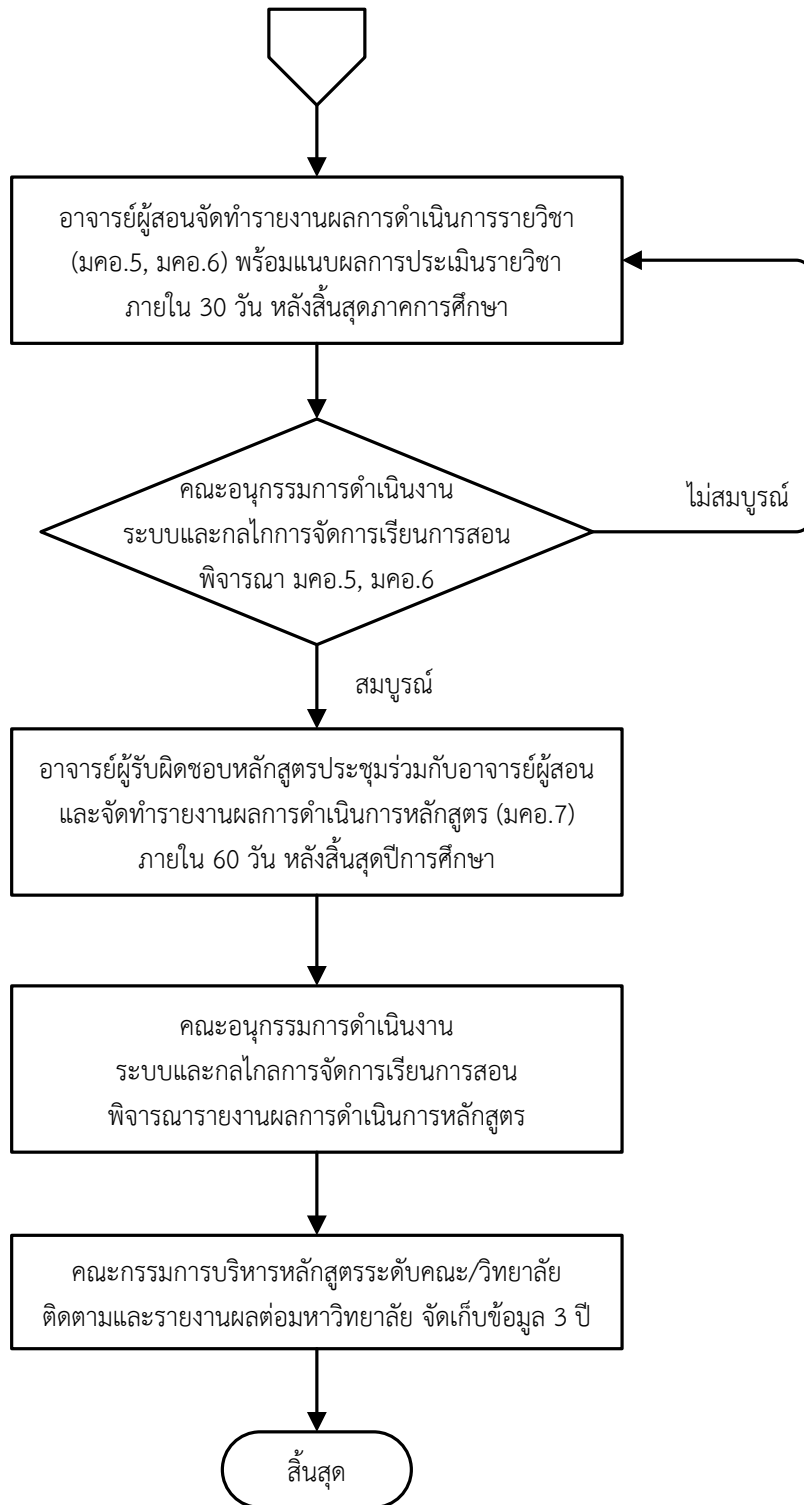 อาจารย์ผู้สอนจัดทำรายงานผลการดำเนินการรายวิชา
(มคอ.5, มคอ.6) พร้อมแนบผลการประเมินรายวิชา
ภายใน 30 วัน หลังสิ้นสุดภาคการศึกษา
คณะอนุกรรมการดำเนินงาน
ระบบและกลไกการจัดการเรียนการสอน
พิจารณา มคอ.5, มคอ.6
ไม่สมบูรณ์
สมบูรณ์
อาจารย์ผู้รับผิดชอบหลักสูตรประชุมร่วมกับอาจารย์ผู้สอน
และจัดทำรายงานผลการดำเนินการหลักสูตร (มคอ.7)
ภายใน 60 วัน หลังสิ้นสุดปีการศึกษา
คณะอนุกรรมการดำเนินงาน
ระบบและกลไกลการจัดการเรียนการสอน
พิจารณารายงานผลการดำเนินการหลักสูตร
คณะกรรมการบริหารหลักสูตรระดับคณะ/วิทยาลัย
ติดตามและรายงานผลต่อมหาวิทยาลัย จัดเก็บข้อมูล 3 ปี
สิ้นสุด